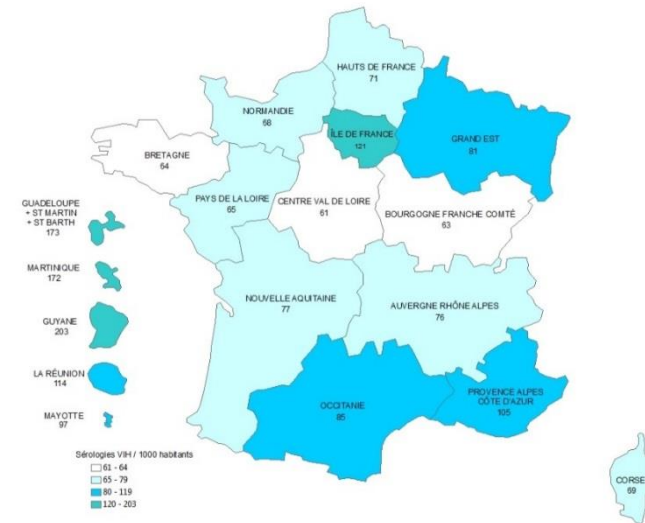 HAUTS DE FRANCE
71
NORMANDIE
68
ÎLE DE FRANCE
121
GRAND EST
81
BRETAGNE
64
PAYS DE LA LOIRE
65
CENTRE VAL DE LOIRE
61
BOURGOGNE FRANCHE COMTÉ
63
GUADELOUPE
+ ST MARTIN
+ ST BARTH
173
MARTINIQUE
172
NOUVELLE AQUITAINE
77
AUVERGNE RHÔNE ALPES
76
GUYANE
203
LA RÉUNION
114
OCCITANIE
85
PROVENCE ALPES
CÔTE D'AZUR
105
MAYOTTE
97
Sérologies VIH / 1000 habitants
61 - 64
65 - 79
80 - 119
120 - 203
CORSE
69